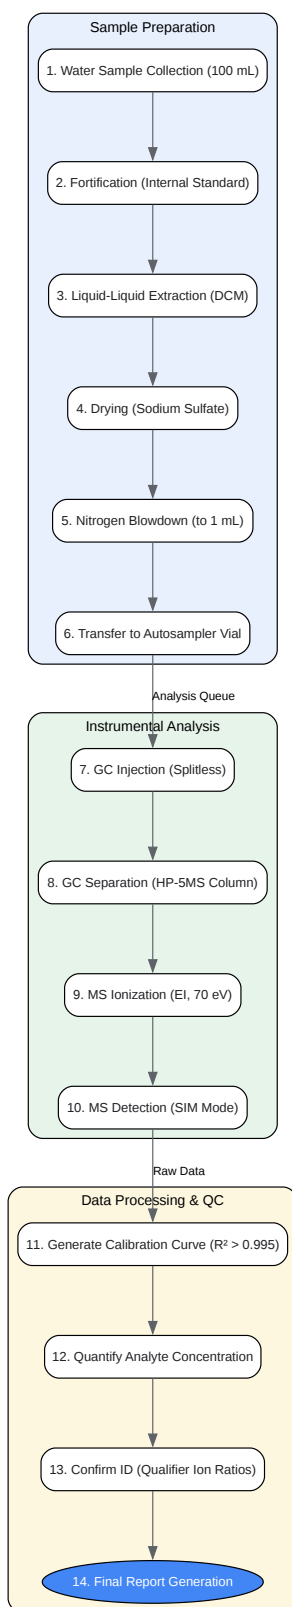 Sample Preparation
1. Water Sample Collection (100 mL)
2. Fortification (Internal Standard)
3. Liquid-Liquid Extraction (DCM)
4. Drying (Sodium Sulfate)
5. Nitrogen Blowdown (to 1 mL)
6. Transfer to Autosampler Vial
Analysis Queue
Instrumental Analysis
7. GC Injection (Splitless)
8. GC Separation (HP-5MS Column)
9. MS Ionization (EI, 70 eV)
10. MS Detection (SIM Mode)
Raw Data
Data Processing & QC
11. Generate Calibration Curve (R² > 0.995)
12. Quantify Analyte Concentration
13. Confirm ID (Qualifier Ion Ratios)
14. Final Report Generation